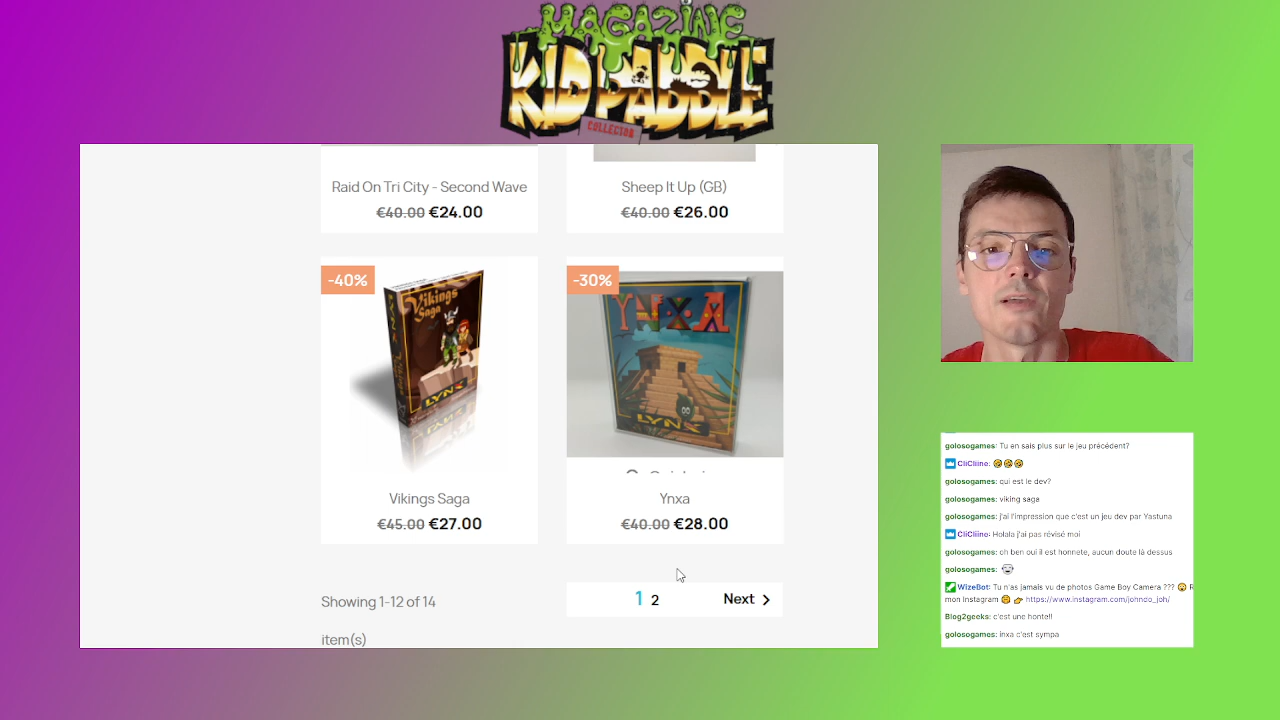 MAGAZINE
KID PADDLE
COLLECTOR
Raid On Tri City - Second Wave
€40.00 €24.00
Sheep It Up (GB)
€40.00 €26.00
-40%
Vikings Saga
LYNX
Vikings Saga
€45.00 €27.00
-30%
YNXA
LYNX
Ynxa
€40.00 €28.00
Showing 1-12 of 14
item(s)
1 2 Next
golosogames: Tu en sais plus sur le jeu précédent?
CliCliine: 🤣🤣🤣
golosogames: qui est le dev?
golosogames: viking saga
golosogames: j'ai l'impression que c'est un jeu dev par Yastuna
CliCliine: Holala j'ai pas révisé moi
golosogames: oh ben oui il est honnete, aucun doute là dessus
golosogames:
WizeBot: Tu n'as jamais vu de photos Game Boy Camera ??? 😮 R
mon Instagram 😊 👉 https://www.instagram.com/johndo_joh/
Blog2geeks: c'est une honte!!
golosogames: inxa c'est sympa